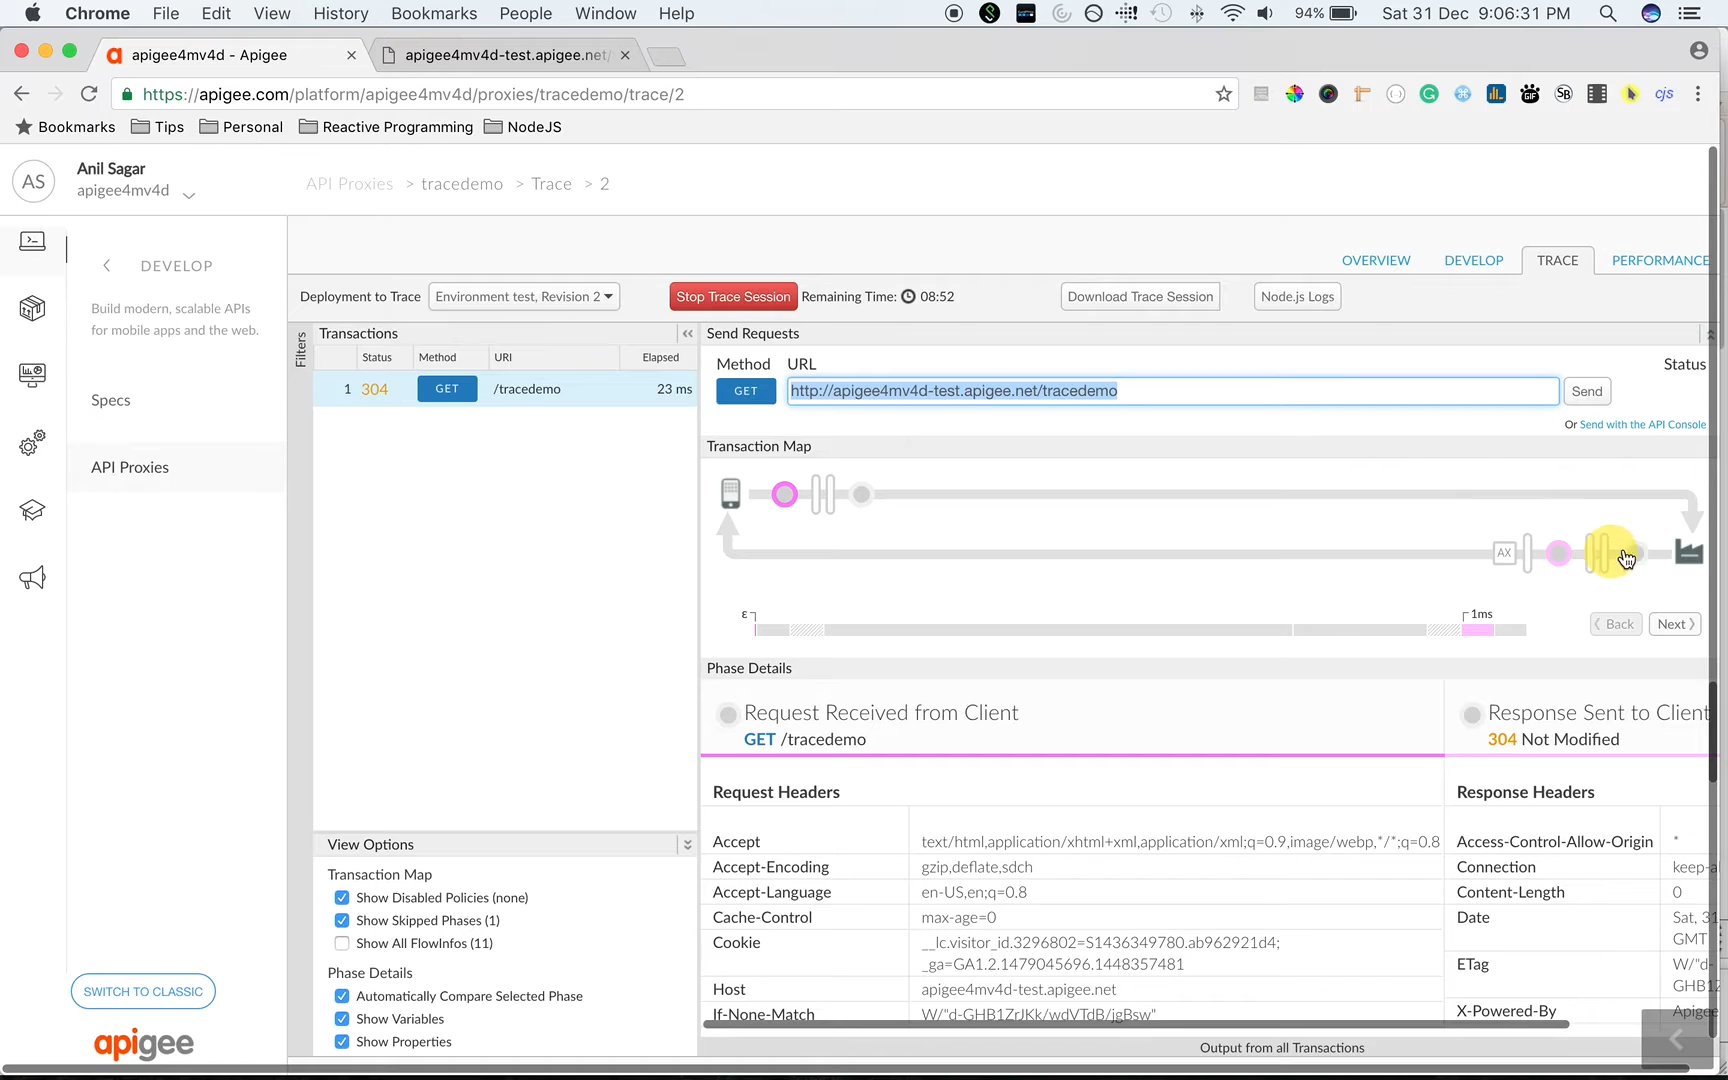 Chrome File Edit View History Bookmarks People Window Help 94% Sat 31 Dec 9:06:31 PM
apigee4mv4d - Apigee apigee4mv4d-test.apigee.net/
https://apigee.com/platform/apigee4mv4d/proxies/tracedemo/trace/2
Bookmarks Tips Personal Reactive Programming NodeJS
AS
Anil Sagar
apigee4mv4d
API Proxies > tracedemo > Trace > 2
DEVELOP
Build modern, scalable APIs
for mobile apps and the web.
Specs
API Proxies
SWITCH TO CLASSIC
apigee
OVERVIEW DEVELOP TRACE PERFORMANCE
Deployment to Trace Environment test, Revision 2 Stop Trace Session Remaining Time: 08:52 Download Trace Session Node.js Logs
Filters
Transactions
Status Method URI Elapsed
1 304 GET /tracedemo 23 ms
View Options
Transaction Map
Show Disabled Policies (none)
Show Skipped Phases (1)
Show All FlowInfos (11)
Phase Details
Automatically Compare Selected Phase
Show Variables
Show Properties
Send Requests
Method URL Status
GET http://apigee4mv4d-test.apigee.net/tracedemo Send
Or Send with the API Console
Transaction Map
AX
ε 1ms
Back Next
Phase Details
Request Received from Client
GET /tracedemo
Response Sent to Client
304 Not Modified
Request Headers
Accept text/html,application/xhtml+xml,application/xml;q=0.9,image/webp,*/*;q=0.8
Accept-Encoding gzip,deflate,sdch
Accept-Language en-US,en;q=0.8
Cache-Control max-age=0
Cookie __lc.visitor_id.3296802=S1436349780.ab962921d4;
_ga=GA1.2.1479045696.1448357481
Host apigee4mv4d-test.apigee.net
If-None-Match W/"d-GHB1ZrJKk/wdVTdB/jgBsw"
Response Headers
Access-Control-Allow-Origin *
Connection keep-al
Content-Length 0
Date Sat, 31
GMT
ETag W/"d-
GHB1Z
X-Powered-By Apigee
Output from all Transactions